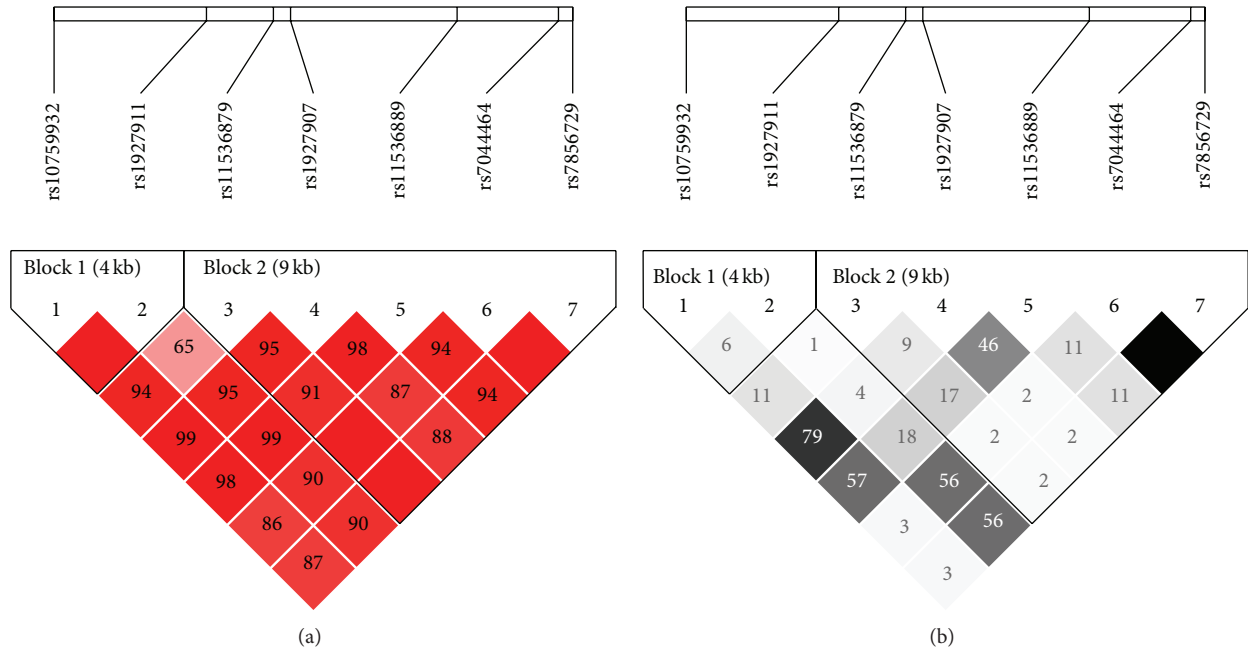 rs10759932 rs1927911 rs11536879 rs1927907 rs11536889 rs7044464 rs7856729
Block 1 (4 kb) Block 2 (9 kb)
1 2 3 4 5 6 7
65 95 98 94
94 95 91 87 94
99 99 88
98 90
86 90
87
(a)
rs10759932 rs1927911 rs11536879 rs1927907 rs11536889 rs7044464 rs7856729
Block 1 (4 kb) Block 2 (9 kb)
1 2 3 4 5 6 7
6 1 9 46 11
11 4 17 2 11
79 18 2 2
57 56 2
3 56
3
(b)